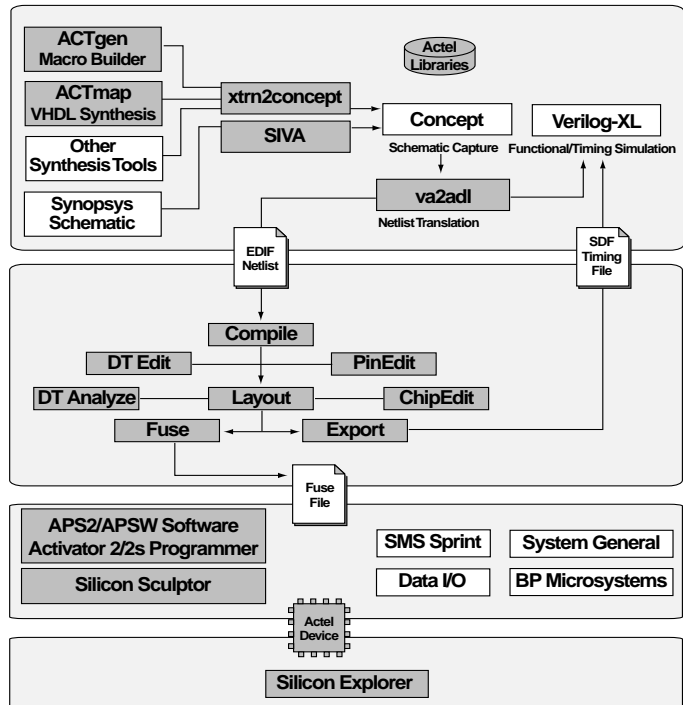 ACTgen
Macro Builder
ACTmap
VHDL Synthesis
Other
Synthesis Tools
Synopsys
Schematic
xtrn2concept
SIVA
Actel
Libraries
Concept
Schematic Capture
Verilog-XL
Functional/Timing Simulation
va2adl
Netlist Translation
EDIF
Netlist
SDF
Timing
File
Compile
DT Edit
PinEdit
DT Analyze
Layout
ChipEdit
Fuse
Export
Fuse
File
APS2/APSW Software
Activator 2/2s Programmer
Silicon Sculptor
SMS Sprint
System General
Data I/O
BP Microsystems
Actel
Device
Silicon Explorer